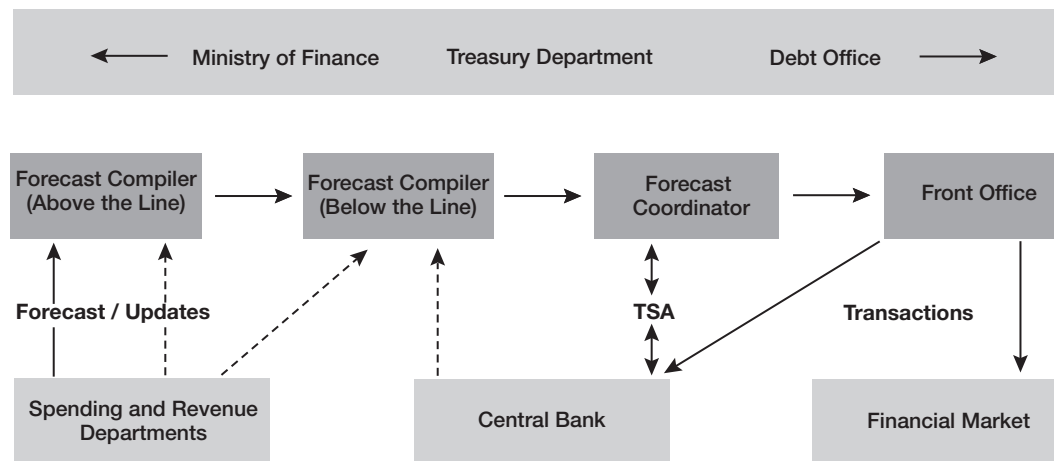 Ministry of Finance
Treasury Department
Debt Office
Forecast Compiler
(Above the Line)
Forecast Compiler
(Below the Line)
Forecast
Coordinator
Front Office
Forecast / Updates
TSA
Transactions
Spending and Revenue
Departments
Central Bank
Financial Market